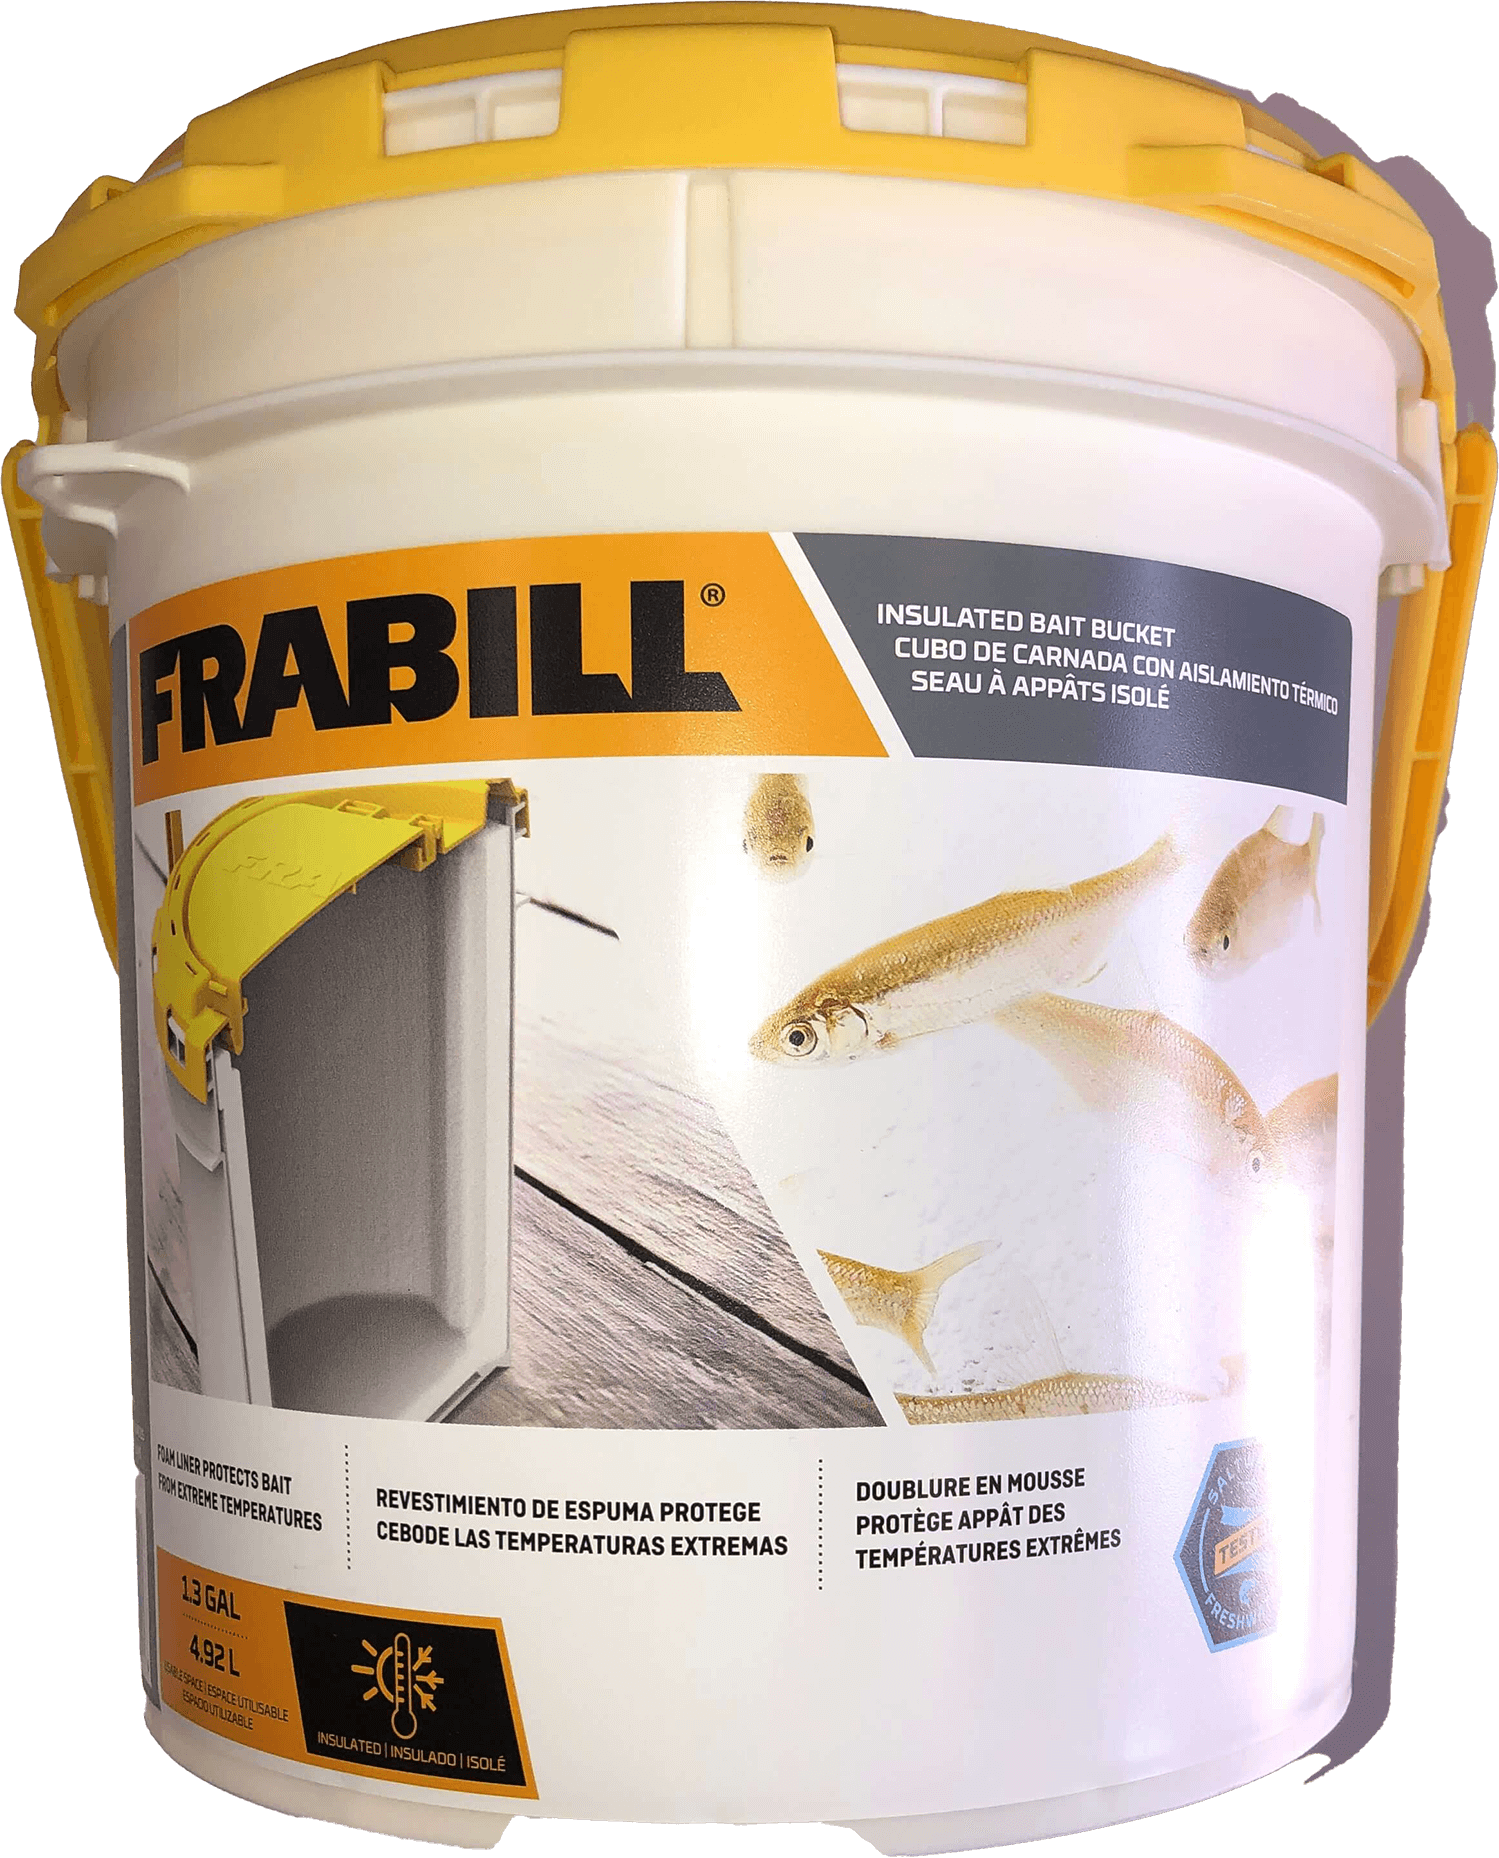 FRABILL®
INSULATED BAIT BUCKET
CUBO DE CARNADA CON AISLAMIENTO TÉRMICO
SEAU À APPÂTS ISOLÉ
FRA
FOAM LINER PROTECTS BAIT
FROM EXTREME TEMPERATURES
REVESTIMIENTO DE ESPUMA PROTEGE
CEBODE LAS TEMPERATURAS EXTREMAS
DOUBLURE EN MOUSSE
PROTÈGE APPÂT DES
TEMPÉRATURES EXTRÊMES
1.3 GAL
4.92 L
USABLE SPACE | ESPACE UTILISABLE
ESPACIO UTILIZABLE
INSULATED | INSULADO | ISOLÉ